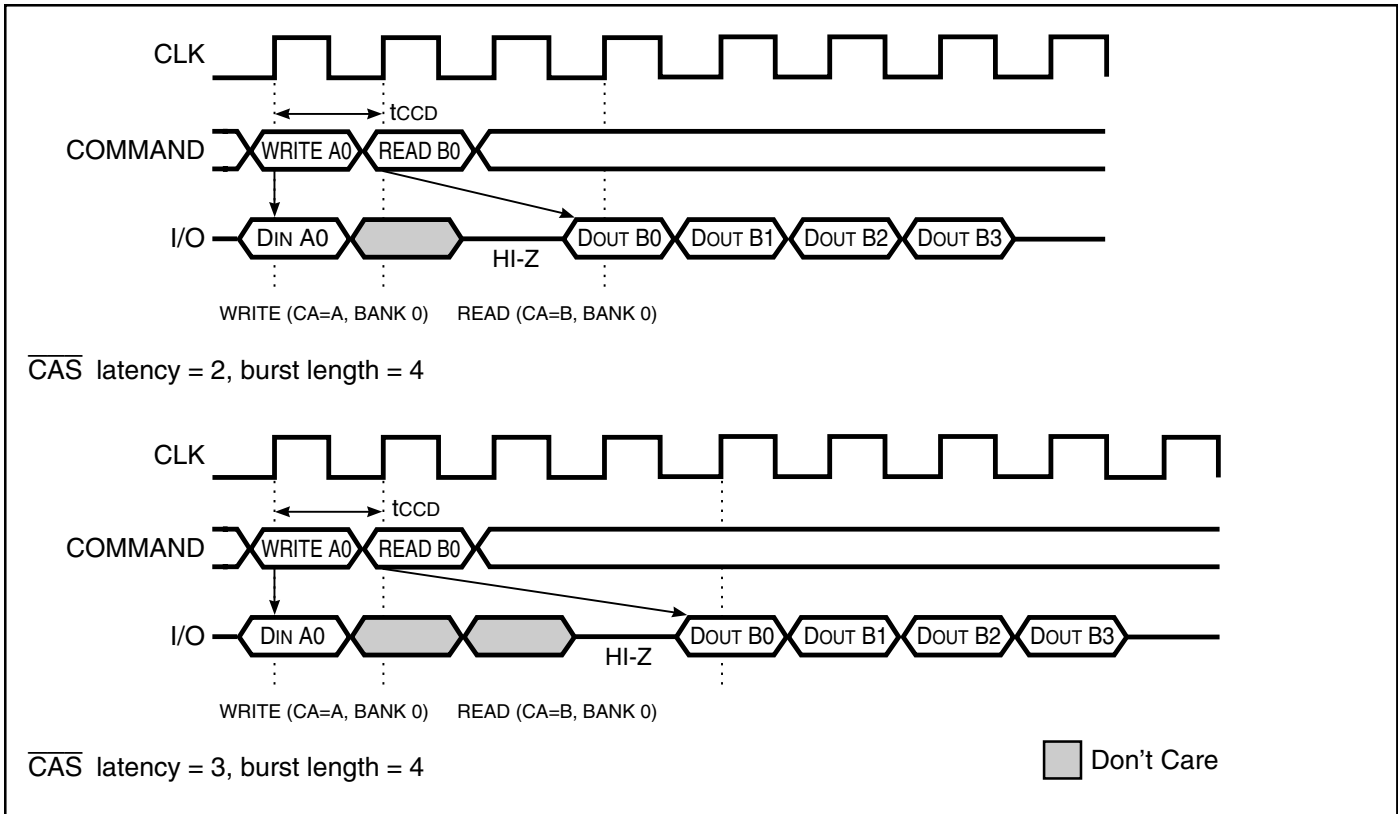 CLK
tCCD
COMMAND WRITE A0 READ B0
I/O DIN A0 HI-Z DOUT B0 DOUT B1 DOUT B2 DOUT B3
WRITE (CA=A, BANK 0) READ (CA=B, BANK 0)
CAS latency = 2, burst length = 4
CLK
tCCD
COMMAND WRITE A0 READ B0
I/O DIN A0 HI-Z DOUT B0 DOUT B1 DOUT B2 DOUT B3
WRITE (CA=A, BANK 0) READ (CA=B, BANK 0)
CAS latency = 3, burst length = 4
Don't Care